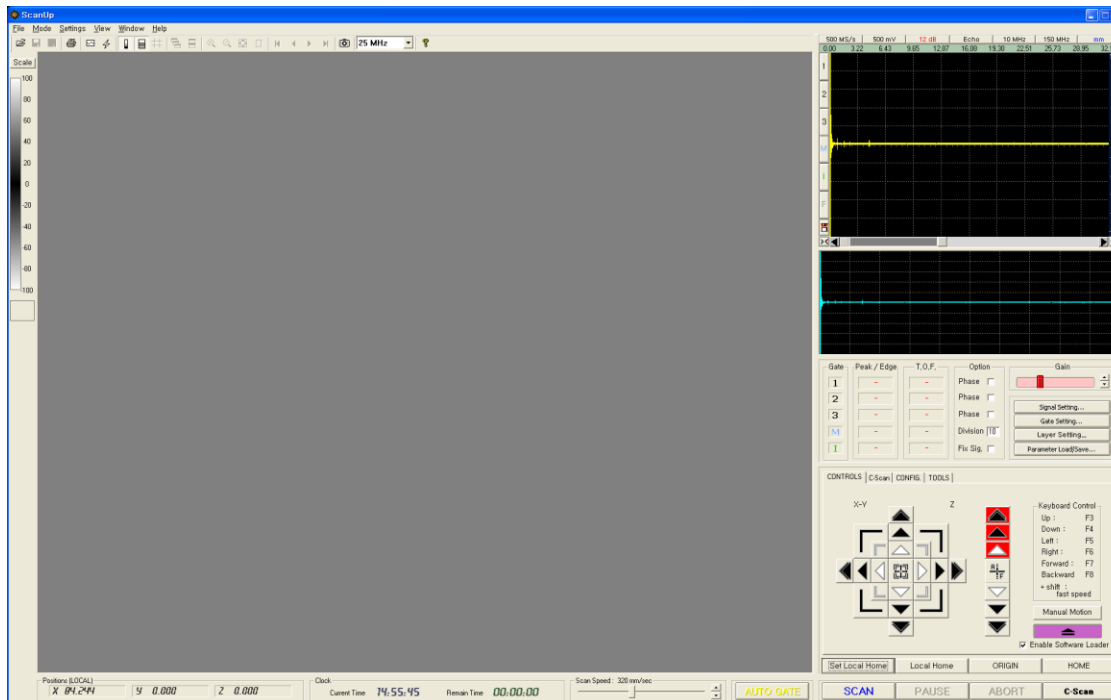 ScanUp
File Mode Settings View Window Help
25 MHz
500 MS/s 500 mV 12 dB Echo 10 MHz 150 MHz mm
0.00 3.22 6.43 9.65 12.87 16.08 19.30 22.51 25.73 28.95 32.
Scale
100
80
60
40
20
0
-20
-40
-60
-80
-100
1
2
3
M
I
F
Gate Peak / Edge T.O.F. Option Gain
1 - - Phase
2 - - Phase
3 - - Phase
M - - Division 10
I - - Fix Sig.
Signal Setting...
Gate Setting...
Layer Setting...
Parameter Load/Save...
CONTROLS C-Scan CONFIG. TOOLS
X-Y Z
Keyboard Control
Up : F3
Down : F4
Left : F5
Right : F6
Forward : F7
Backward F8
+ shift :
fast speed
Manual Motion
Enable Software Loader
Set Local Home Local Home ORIGIN HOME
Positions (LOCAL) Clock Scan Speed : 320 mm/sec
X 84.244 Y 0.000 Z 0.000 Current Time 14:55:45 Remain Time 00:00:00 AUTO GATE
SCAN PAUSE ABORT C-Scan